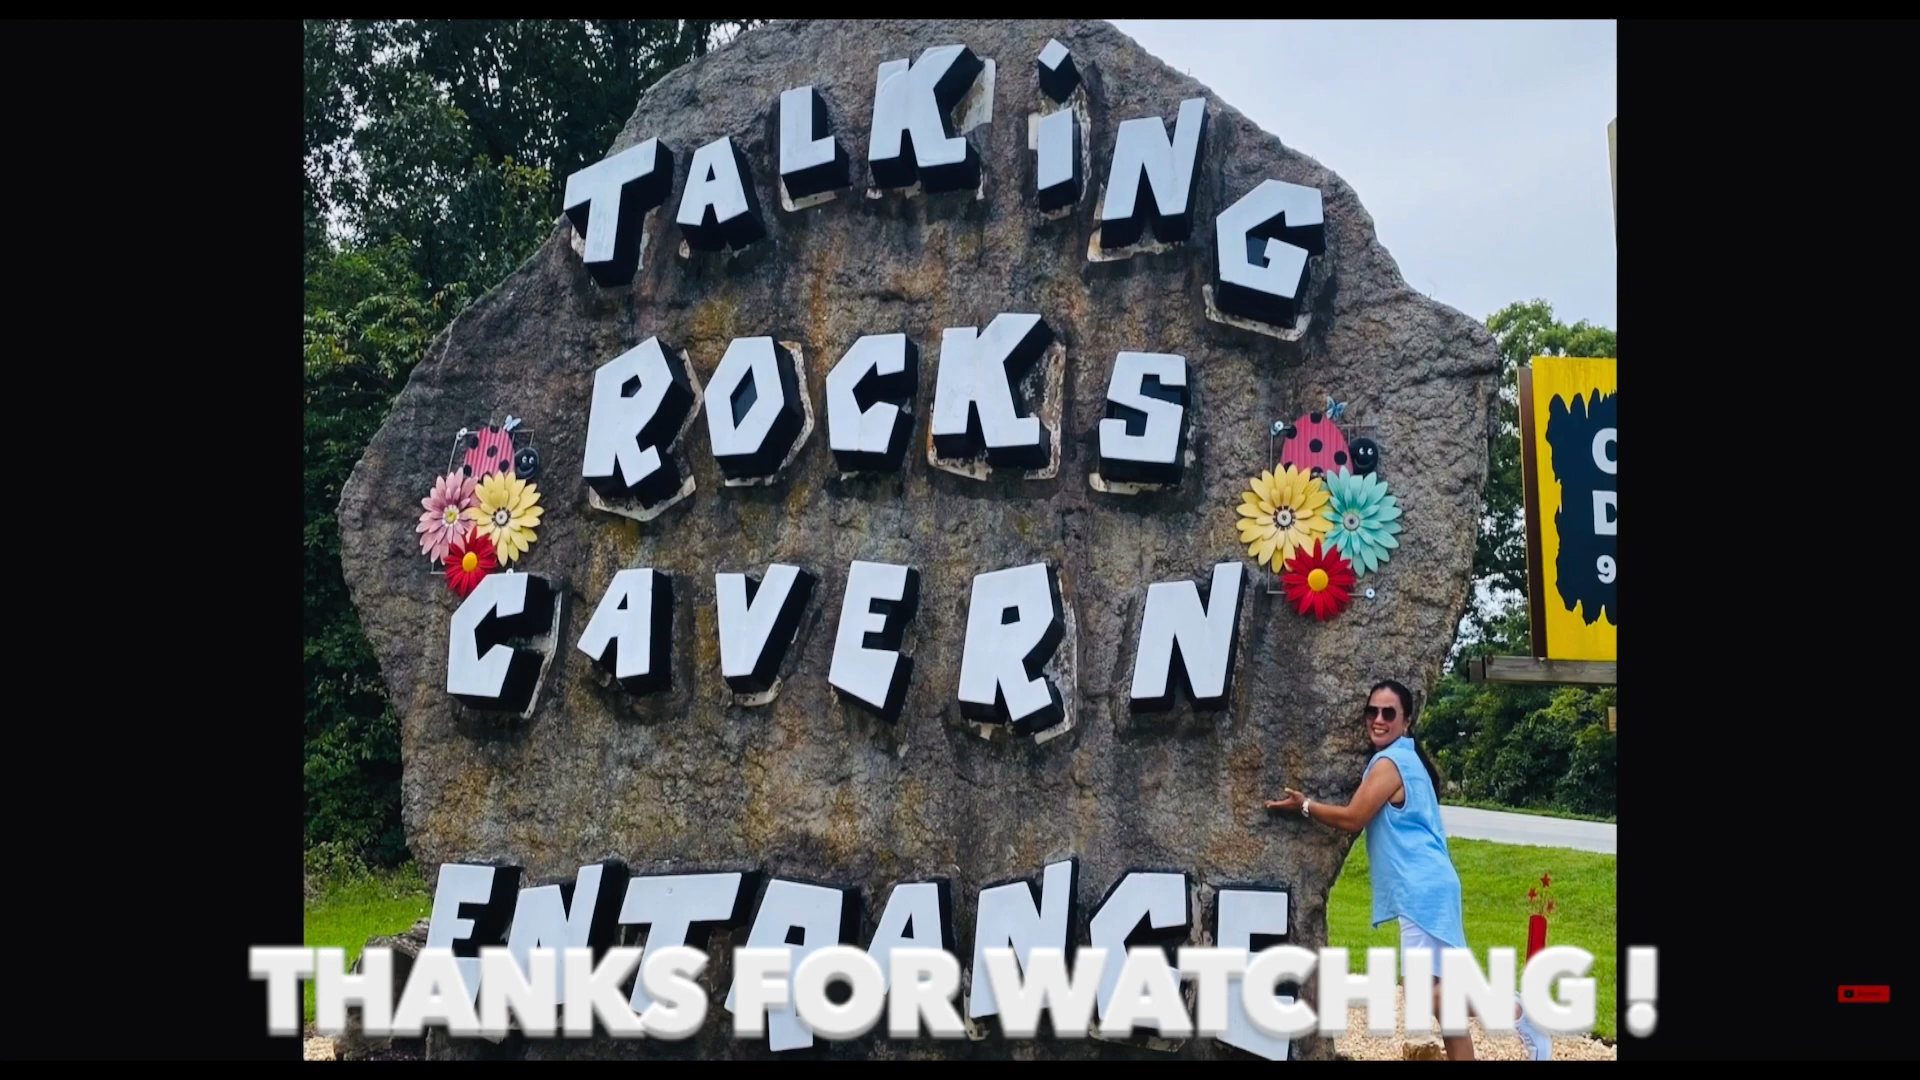 TALKiNG
ROCKS
CAVERN
ENTRANCE
THANKS FOR WATCHING !